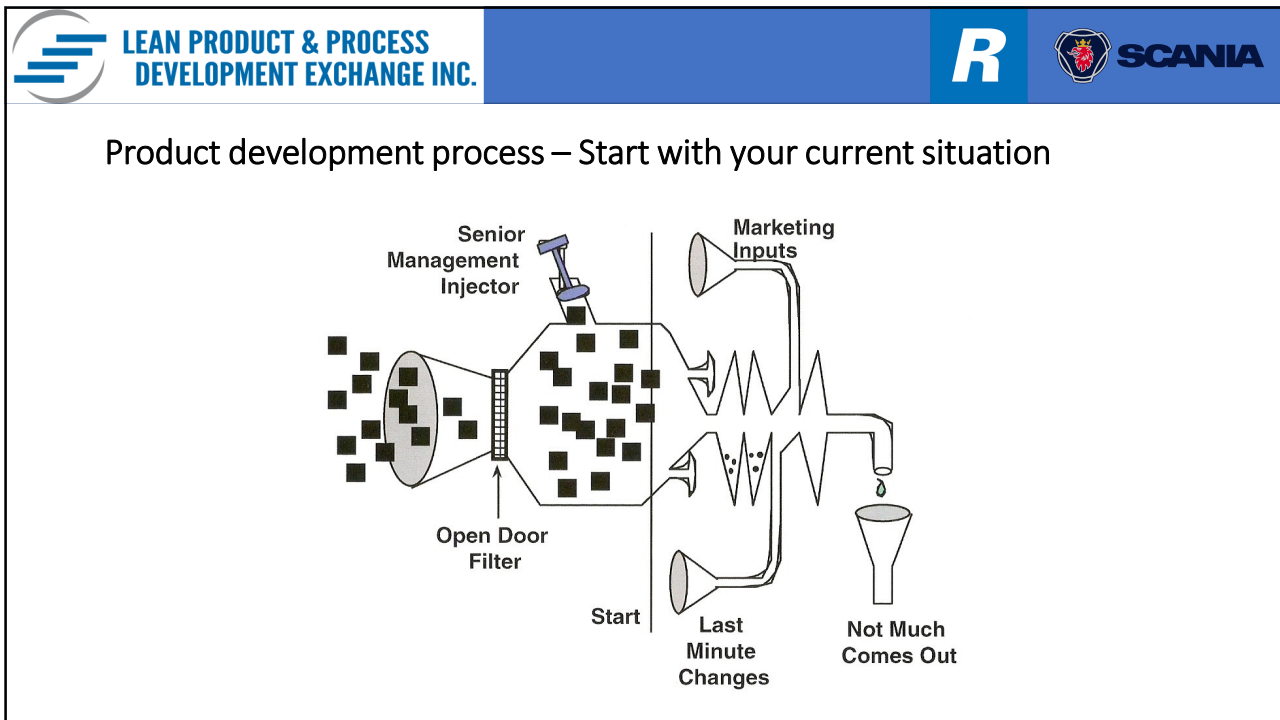 LEAN PRODUCT & PROCESS
DEVELOPMENT EXCHANGE INC.
R
SCANIA
Product development process – Start with your current situation
Senior
Management
Injector
Marketing
Inputs
Open Door
Filter
Start
Last
Minute
Changes
Not Much
Comes Out